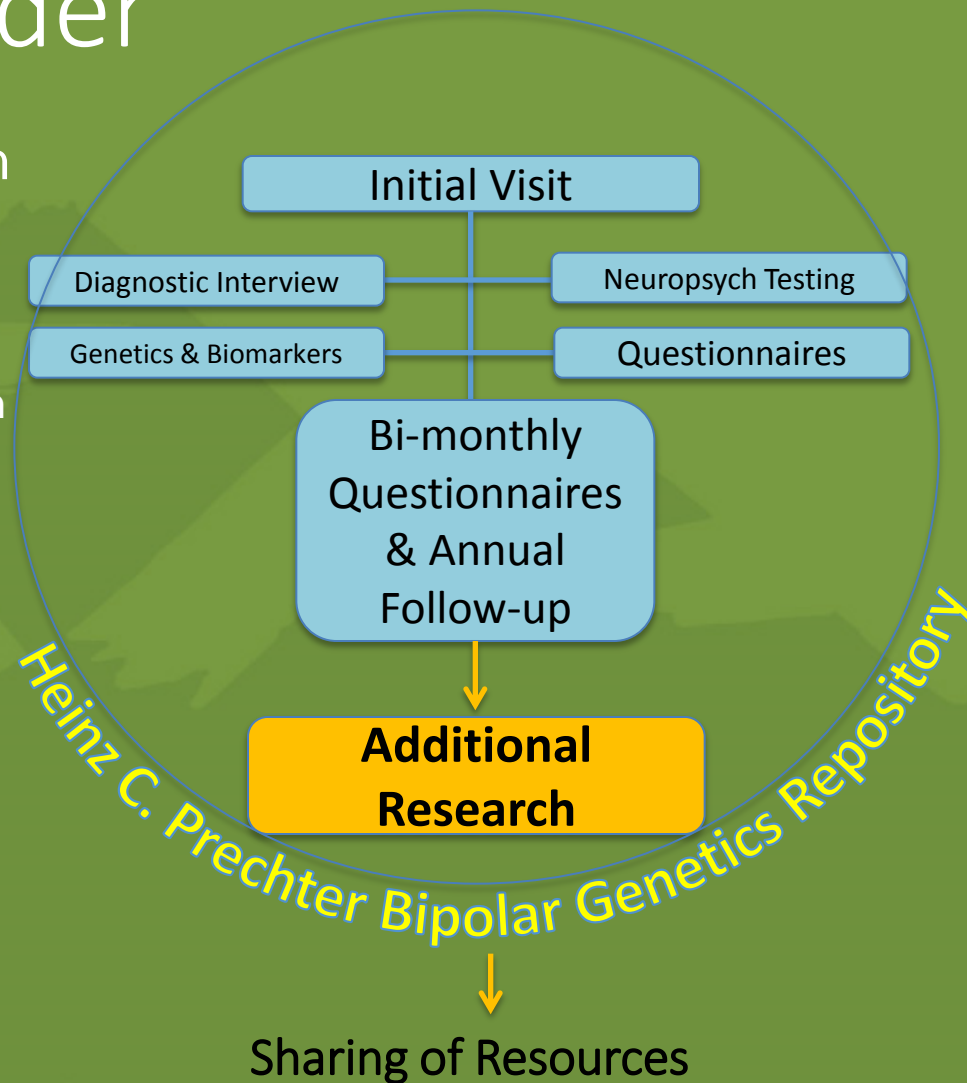 der
n
Initial Visit
Diagnostic Interview
Neuropsych Testing
Genetics & Biomarkers
Questionnaires
Bi-monthly
Questionnaires
& Annual
Follow-up
Additional
Research
Heinz C. Prechter Bipolar Genetics Repository
Sharing of Resources